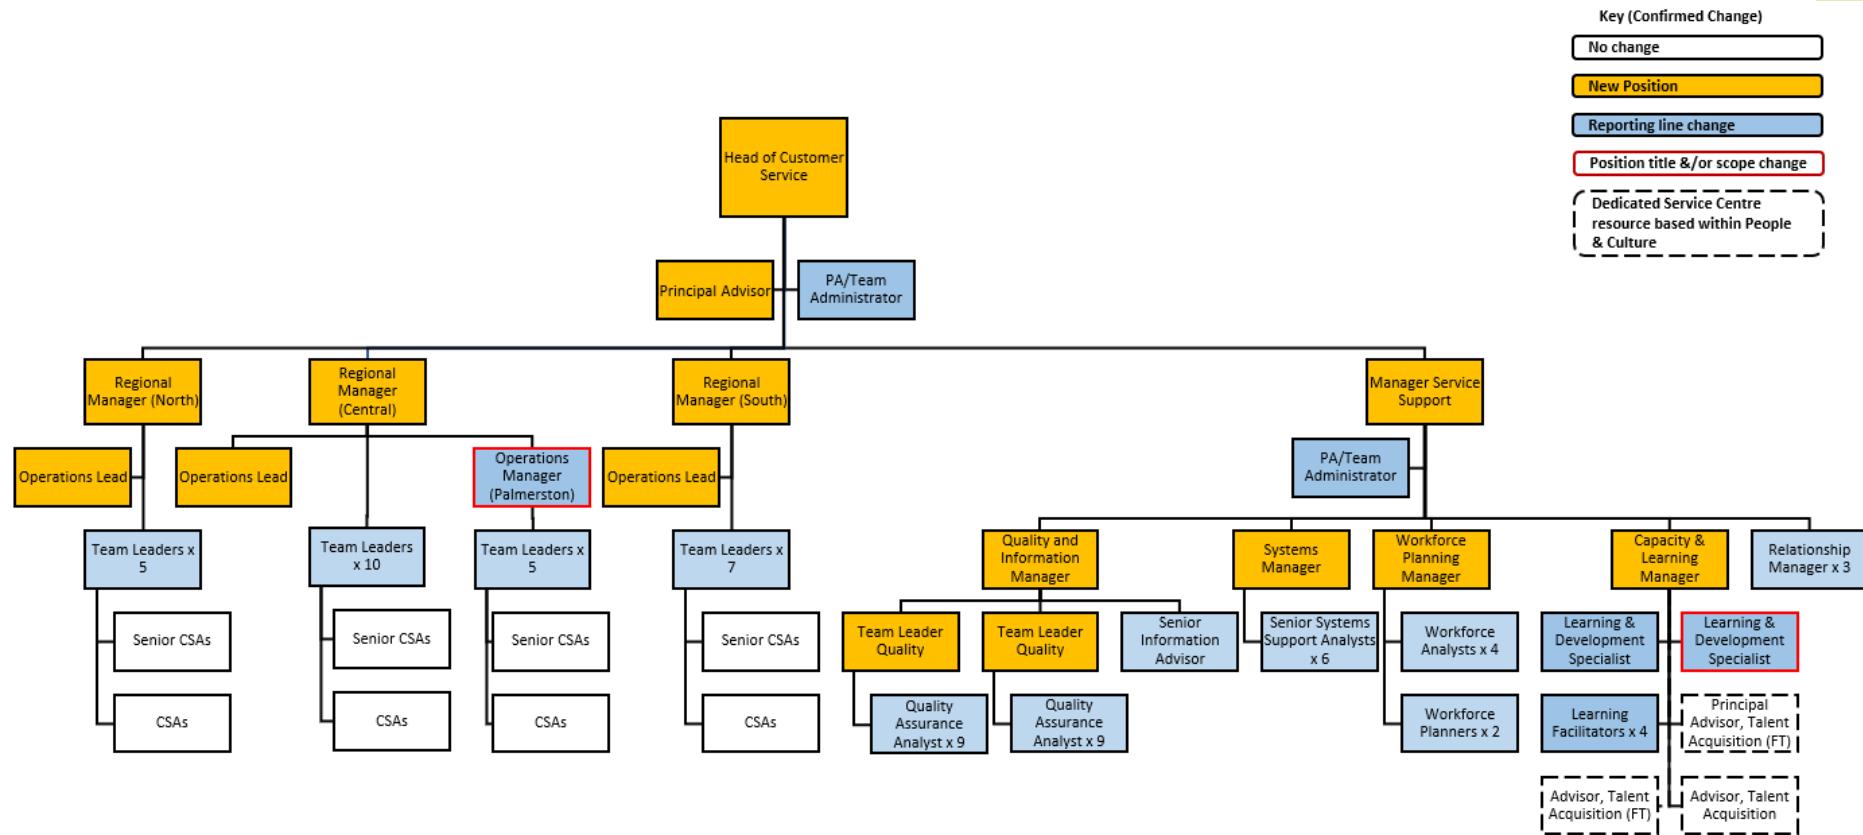 Key (Confirmed Change)
No change
New Position
Reporting line change
Position title &/or scope change
Dedicated Service Centre
resource based within People
& Culture
Head of Customer
Service
Principal Advisor
PA/Team
Administrator
Regional
Manager (North)
Regional
Manager
(Central)
Regional
Manager (South)
Manager Service
Support
Operations Lead
Operations Lead
Operations
Manager
(Palmerston)
Operations Lead
PA/Team
Administrator
Team Leaders x
5
Team Leaders
x 10
Team Leaders x
5
Team Leaders x
7
Quality and
Information
Manager
Systems
Manager
Workforce
Planning
Manager
Capacity &
Learning
Manager
Relationship
Manager x 3
Senior CSAs
Senior CSAs
Senior CSAs
Senior CSAs
Team Leader
Quality
Team Leader
Quality
Senior
Information
Advisor
Senior Systems
Support Analysts
x 6
Workforce
Analysts x 4
Learning &
Development
Specialist
Learning &
Development
Specialist
CSAs
CSAs
CSAs
CSAs
Quality
Assurance
Analyst x 9
Quality
Assurance
Analyst x 9
Workforce
Planners x 2
Learning
Facilitators x 4
Principal
Advisor, Talent
Acquisition (FT)
Advisor, Talent
Acquisition (FT)
Advisor, Talent
Acquisition